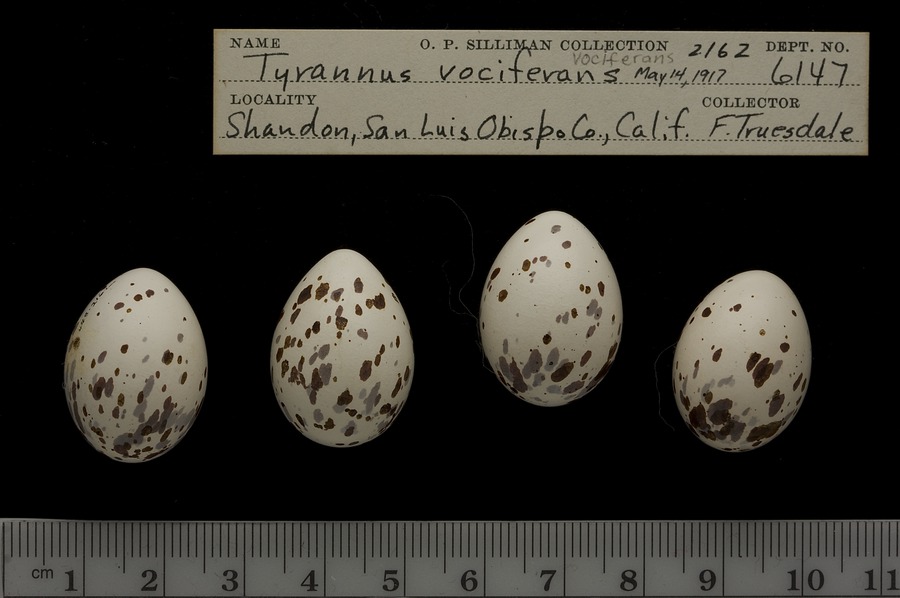 NAME O. P. SILLIMAN COLLECTION 2162 DEPT. NO.
vociferans
Tyrannus vociferans May 14, 1917 6147
LOCALITY COLLECTOR
Shandon, San Luis Obispo Co., Calif. F. Truesdale
cm 1 2 3 4 5 6 7 8 9 10 11